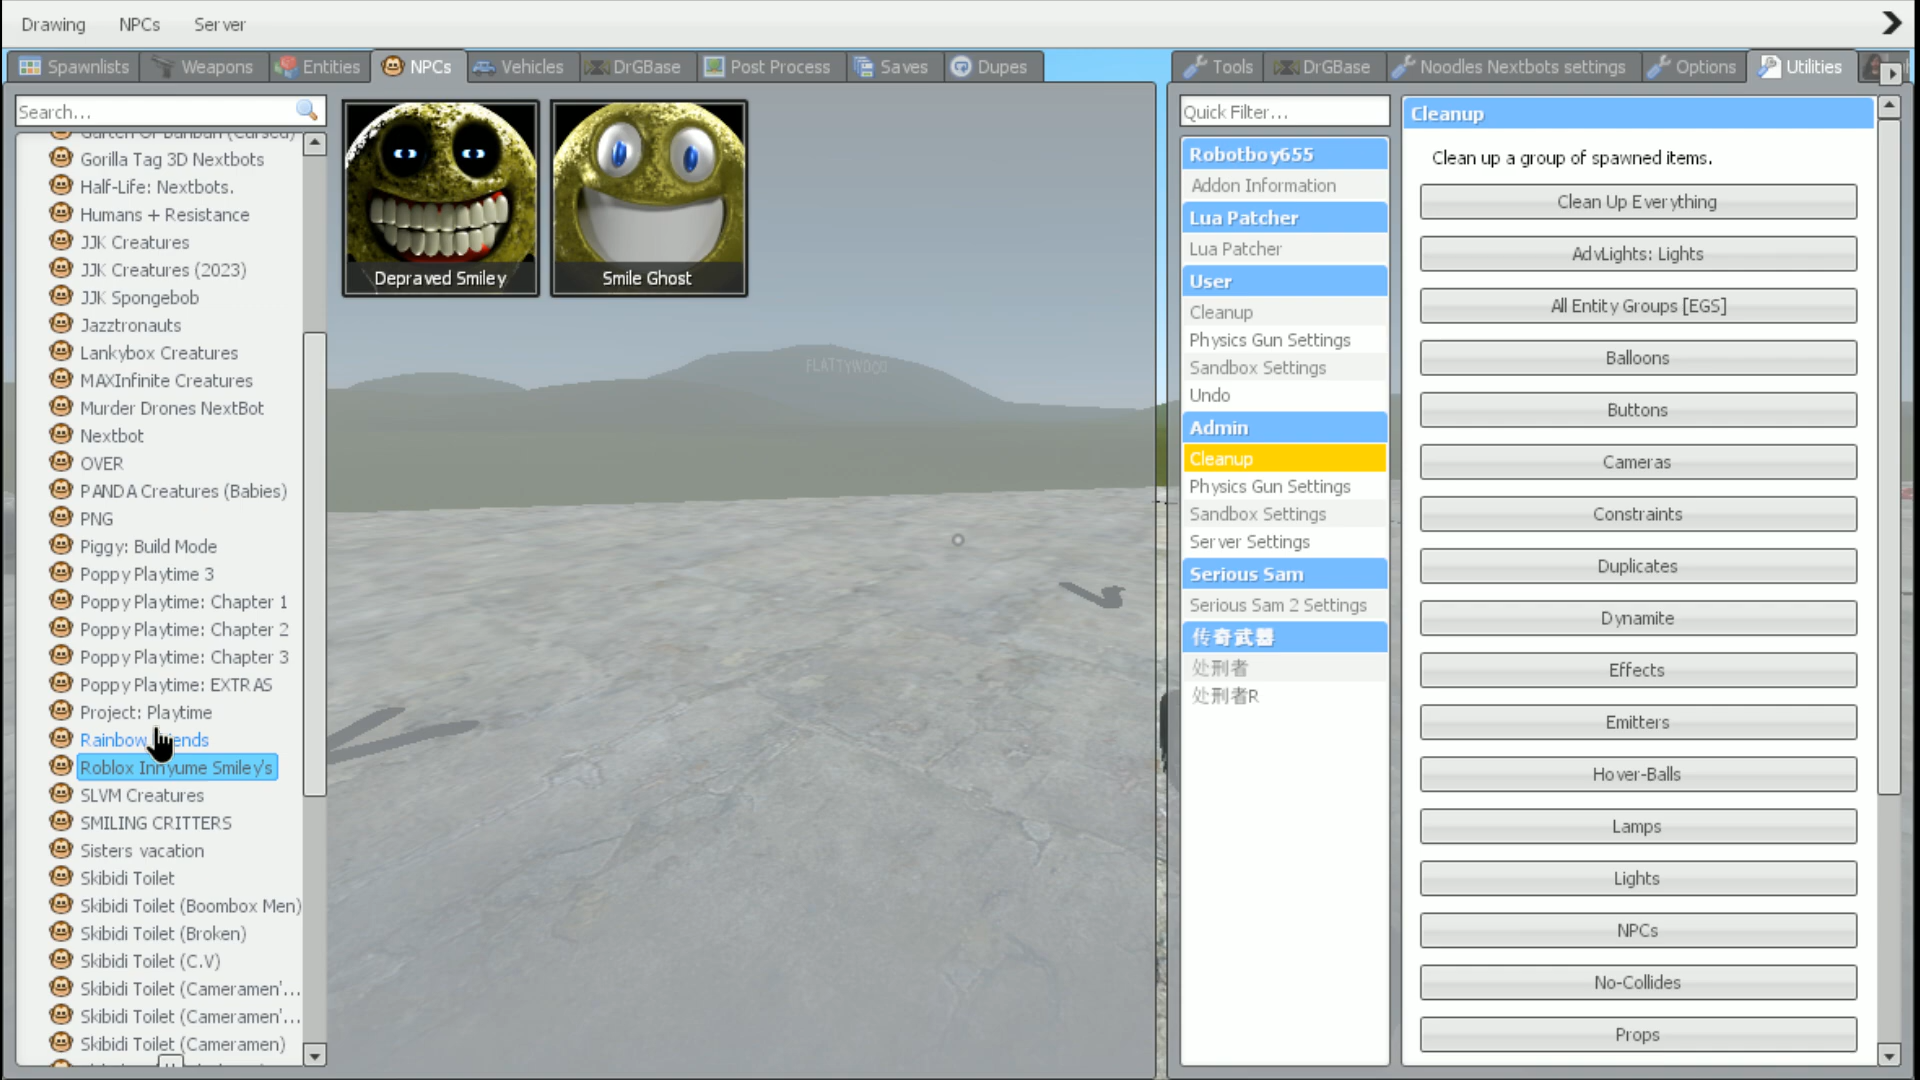 Drawing NPCs Server
Spawnlists Weapons Entities NPCs Vehicles DrGBase Post Process Saves Dupes
Tools DrGBase Noodles Nextbots settings Options Utilities
Search...
Garten Of Banban (Cursed)
Gorilla Tag 3D Nextbots
Half-Life: Nextbots.
Humans + Resistance
JJK Creatures
JJK Creatures (2023)
JJK Spongebob
Jazztronauts
Lankybox Creatures
MAXInfinite Creatures
Murder Drones NextBot
Nextbot
OVER
PANDA Creatures (Babies)
PNG
Piggy: Build Mode
Poppy Playtime 3
Poppy Playtime: Chapter 1
Poppy Playtime: Chapter 2
Poppy Playtime: Chapter 3
Poppy Playtime: EXTRAS
Project: Playtime
Rainbow Friends
Roblox Innyume Smiley's
SLVM Creatures
SMILING CRITTERS
Sisters vacation
Skibidi Toilet
Skibidi Toilet (Boombox Men)
Skibidi Toilet (Broken)
Skibidi Toilet (C.V)
Skibidi Toilet (Cameramen'...
Skibidi Toilet (Cameramen'...
Skibidi Toilet (Cameramen)
Depraved Smiley
Smile Ghost
FLATTYWOOD
Quick Filter...
Robotboy655
Addon Information
Lua Patcher
Lua Patcher
User
Cleanup
Physics Gun Settings
Sandbox Settings
Undo
Admin
Cleanup
Physics Gun Settings
Sandbox Settings
Server Settings
Serious Sam
Serious Sam 2 Settings
传奇武器
处刑者
处刑者R
Cleanup
Clean up a group of spawned items.
Clean Up Everything
AdvLights: Lights
All Entity Groups [EGS]
Balloons
Buttons
Cameras
Constraints
Duplicates
Dynamite
Effects
Emitters
Hover-Balls
Lamps
Lights
NPCs
No-Collides
Props